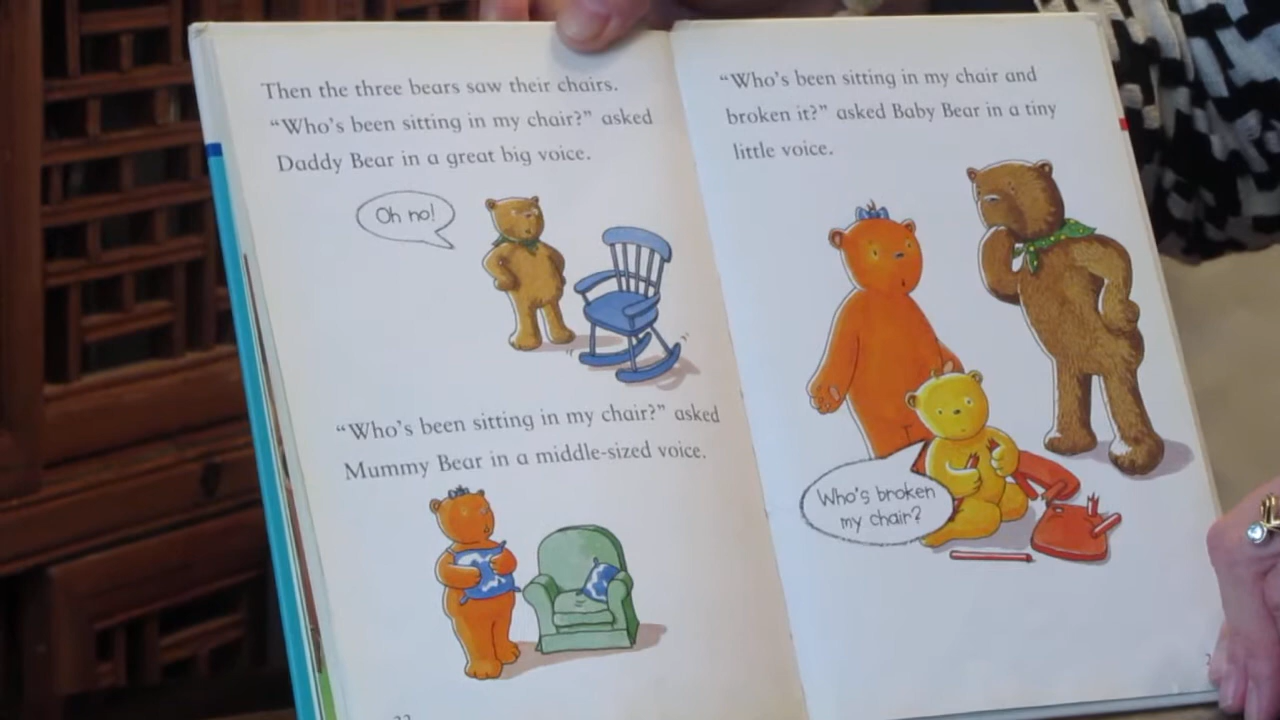 Then the three bears saw their chairs.
“Who’s been sitting in my chair?” asked
Daddy Bear in a great big voice.
Oh no!
“Who’s been sitting in my chair?” asked
Mummy Bear in a middle-sized voice.
“Who’s been sitting in my chair and
broken it?” asked Baby Bear in a tiny
little voice.
Who's broken
my chair?